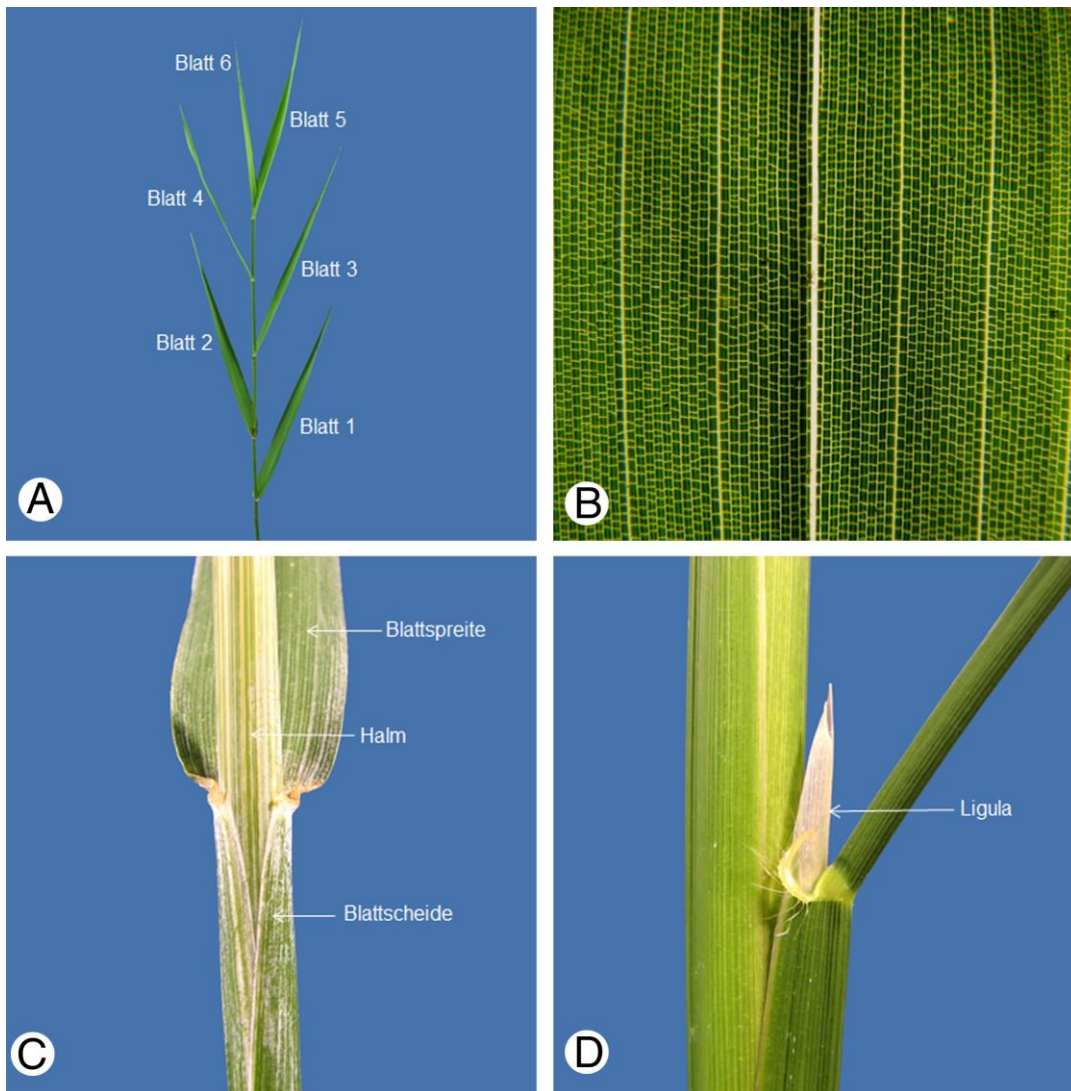 Blatt 6
Blatt 5
Blatt 4
Blatt 3
Blatt 2
Blatt 1
A
B
Blattspreite
Halm
Blattscheide
C
Ligula
D